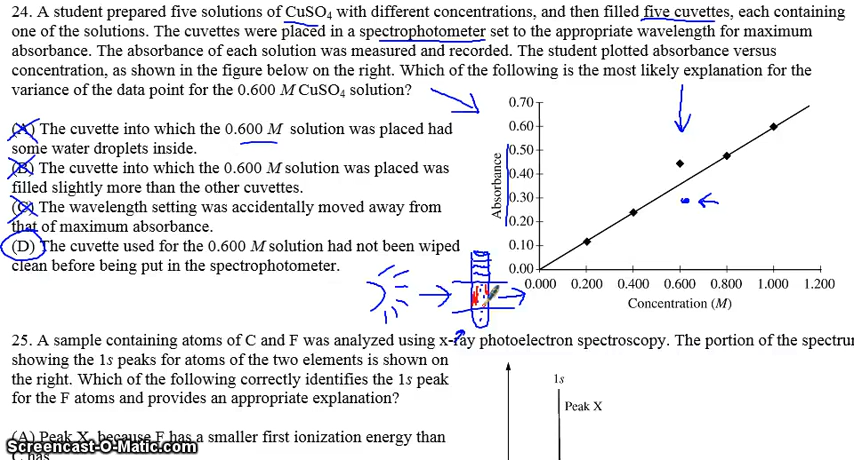 24. A student prepared five solutions of CuSO₄ with different concentrations, and then filled five cuvettes, each containing
one of the solutions. The cuvettes were placed in a spectrophotometer set to the appropriate wavelength for maximum
absorbance. The absorbance of each solution was measured and recorded. The student plotted absorbance versus
concentration, as shown in the figure below on the right. Which of the following is the most likely explanation for the
variance of the data point for the 0.600 M CuSO₄ solution?
(A) The cuvette into which the 0.600 M solution was placed had
some water droplets inside.
(B) The cuvette into which the 0.600 M solution was placed was
filled slightly more than the other cuvettes.
(C) The wavelength setting was accidentally moved away from
that of maximum absorbance.
(D) The cuvette used for the 0.600 M solution had not been wiped
clean before being put in the spectrophotometer.
0.70
0.60
0.50
0.40
0.30
0.20
0.10
0.00
Absorbance
0.000 0.200 0.400 0.600 0.800 1.000 1.200
Concentration (M)
25. A sample containing atoms of C and F was analyzed using x-ray photoelectron spectroscopy. The portion of the spectru
showing the 1s peaks for atoms of the two elements is shown on
the right. Which of the following correctly identifies the 1s peak
for the F atoms and provides an appropriate explanation?
1s
Peak X
(A) Peak X, because F has a smaller first ionization energy than
C has
Screencast-O-Matic.com